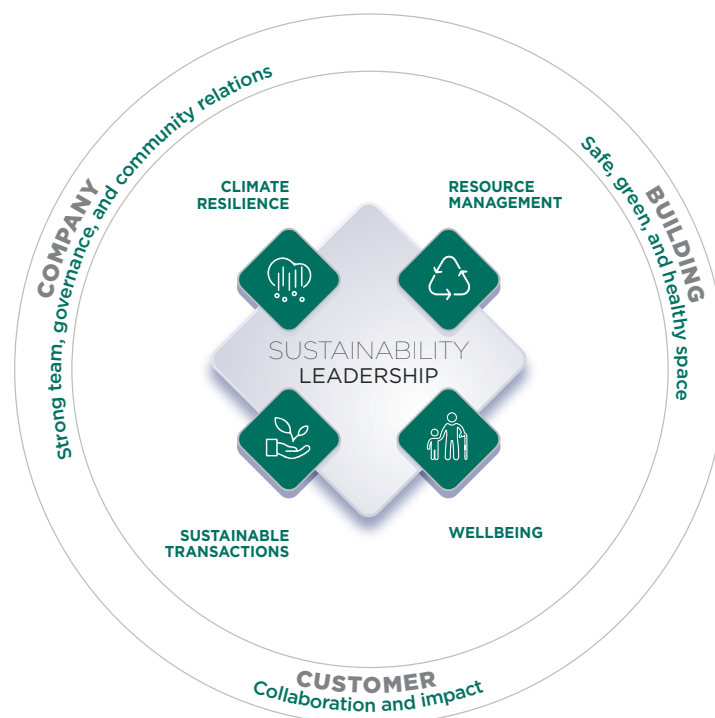 COMPANY
Strong team, governance, and community relations
BUILDING
Safe, green, and healthy space
CLIMATE
RESILIENCE
RESOURCE
MANAGEMENT
SUSTAINABILITY
LEADERSHIP
SUSTAINABLE
TRANSACTIONS
WELLBEING
CUSTOMER
Collaboration and impact